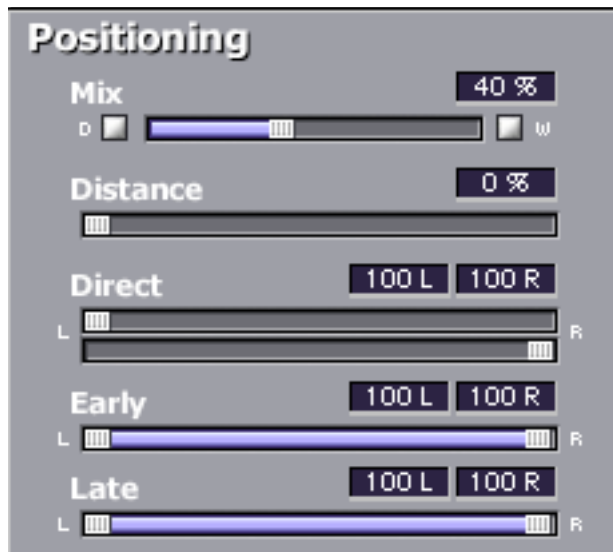 Positioning
Mix 40 %
D W
Distance 0 %
Direct 100 L 100 R
L R
Early 100 L 100 R
L R
Late 100 L 100 R
L R